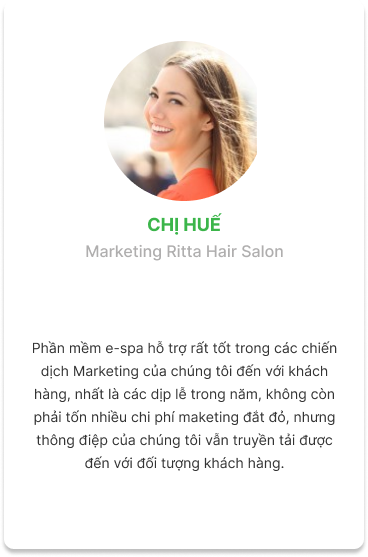 CHỊ HUẾ
Marketing Ritta Hair Salon
Phần mềm e-spa hỗ trợ rất tốt trong các chiến
dịch Marketing của chúng tôi đến với khách
hàng, nhất là các dịp lễ trong năm, không còn
phải tốn nhiều chi phí maketing đắt đỏ, nhưng
thông điệp của chúng tôi vẫn truyền tải được
đến với đối tượng khách hàng.